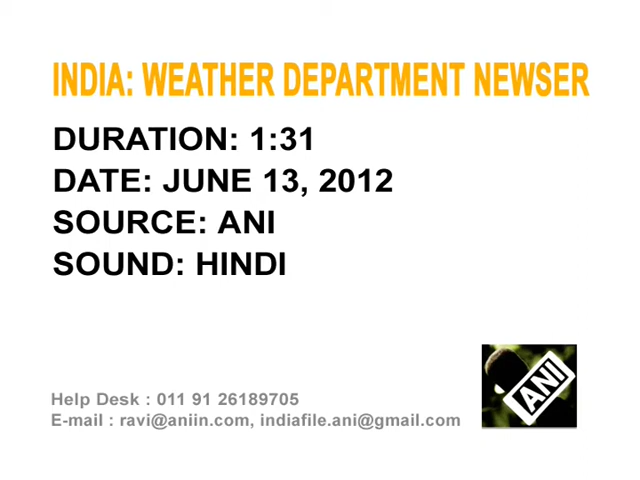 INDIA: WEATHER DEPARTMENT NEWSER
DURATION: 1:31
DATE: JUNE 13, 2012
SOURCE: ANI
SOUND: HINDI
ANI
Help Desk : 011 91 26189705
E-mail : ravi@aniin.com, indiafile.ani@gmail.com